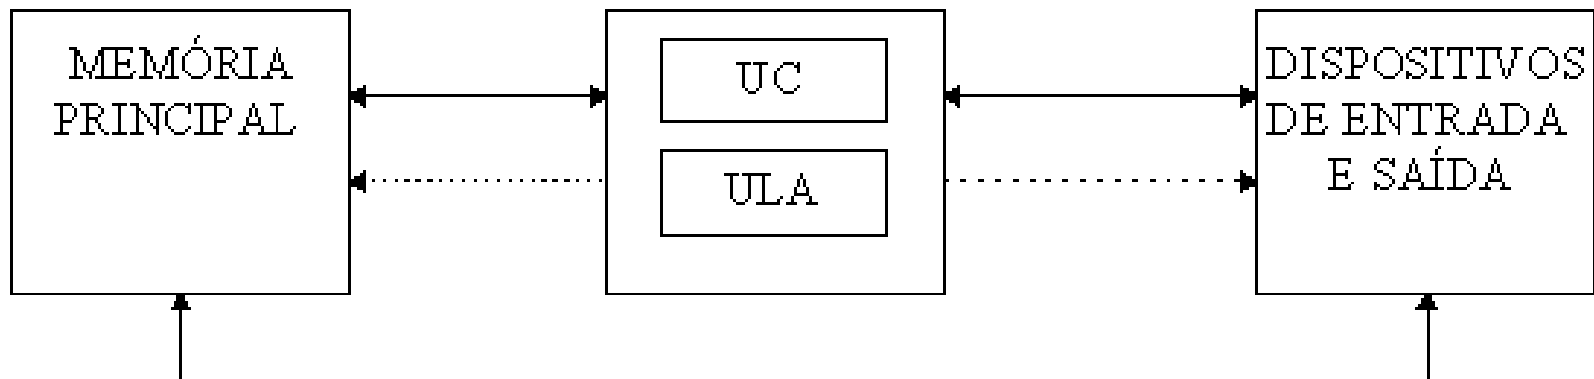 MEMÓRIA
PRINCIPAL
UC
ULA
DISPOSITIVOS
DE ENTRADA
E SAÍDA